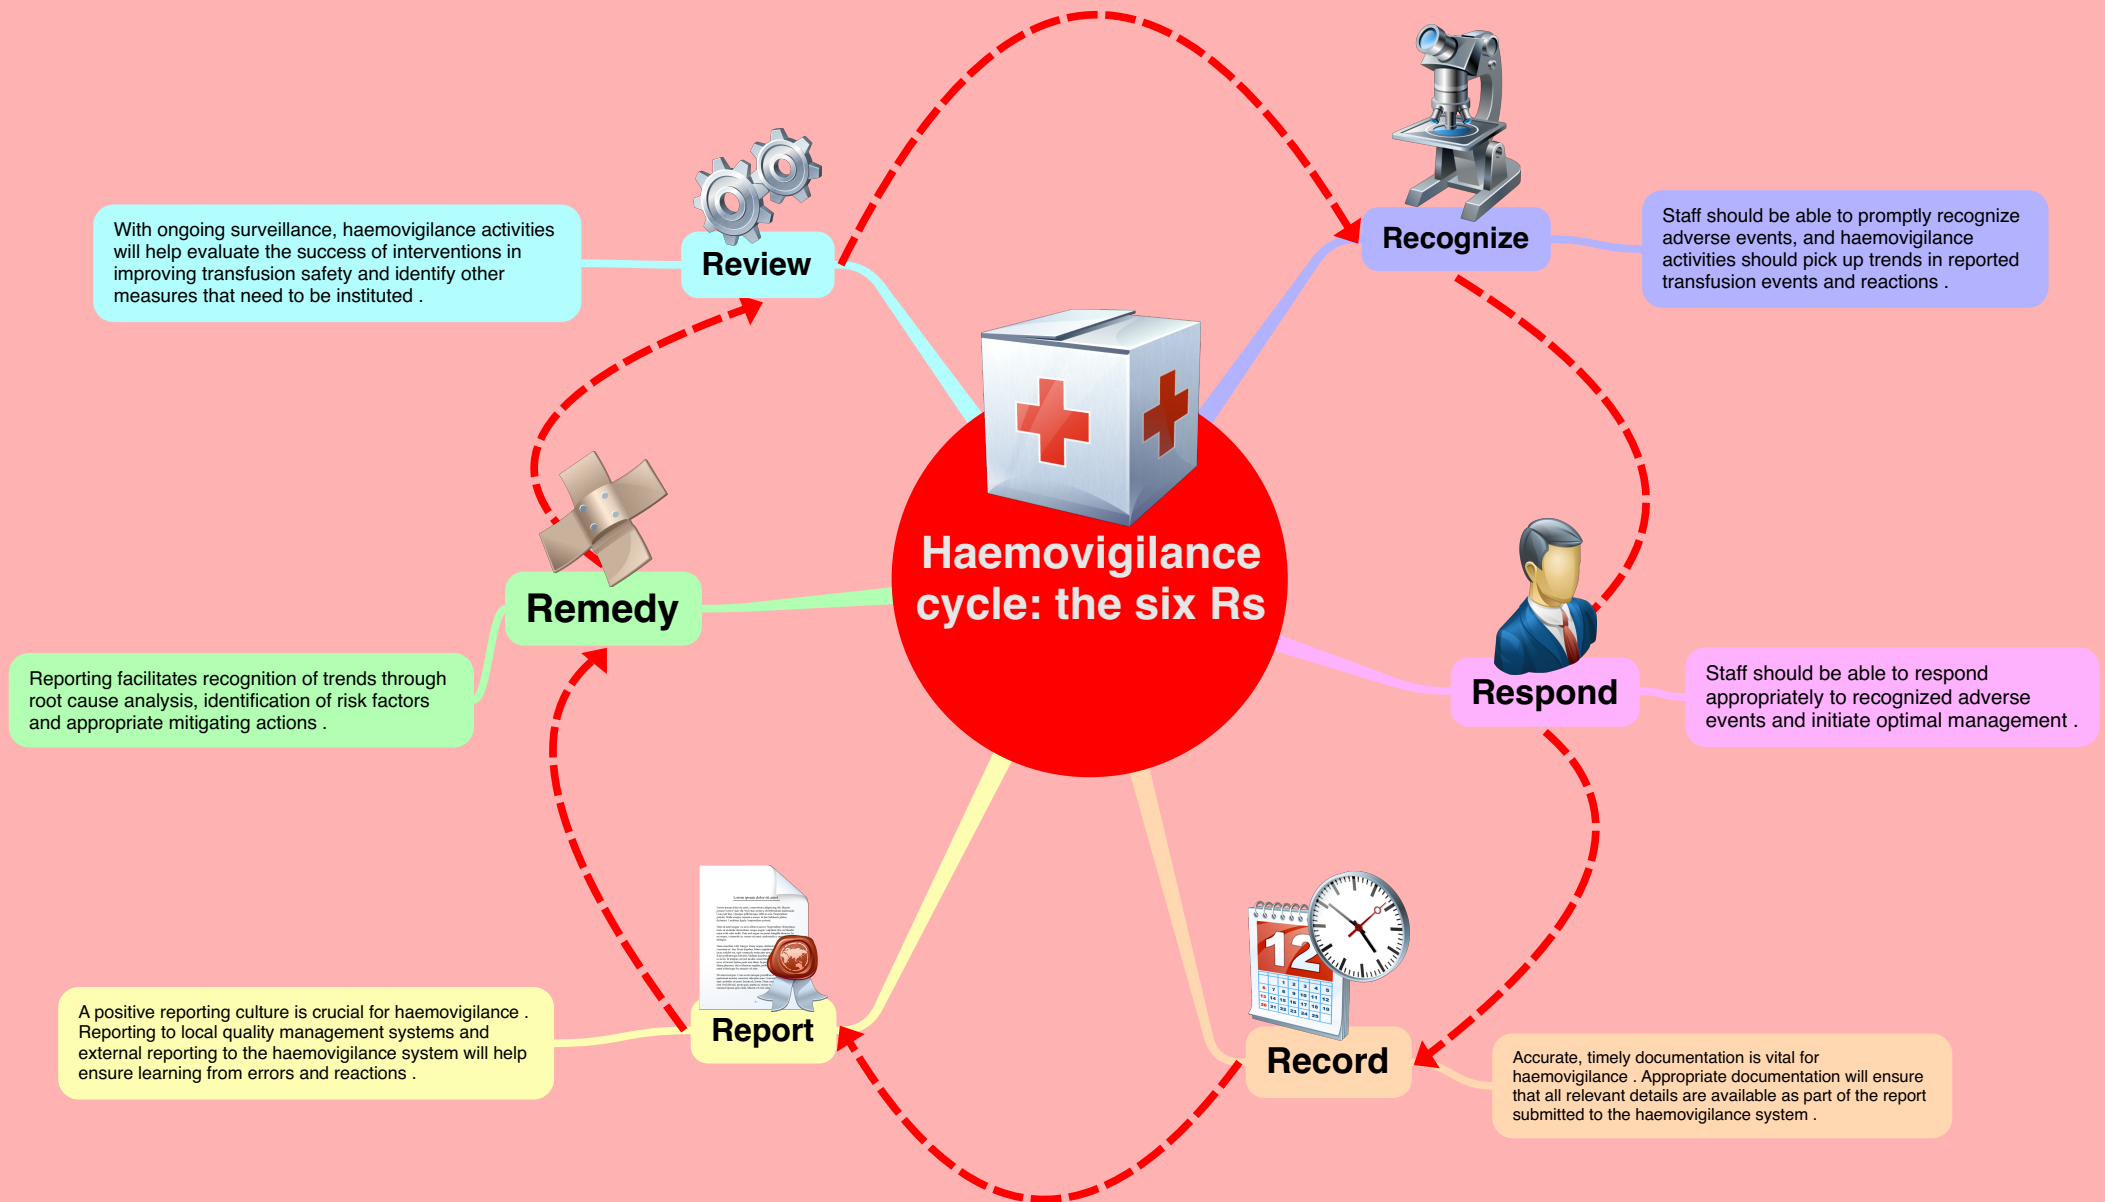 Haemovigilance
cycle: the six Rs
Recognize
Staff should be able to promptly recognize
adverse events, and haemovigilance
activities should pick up trends in reported
transfusion events and reactions .
Respond
Staff should be able to respond
appropriately to recognized adverse
events and initiate optimal management .
Record
12
Accurate, timely documentation is vital for
haemovigilance . Appropriate documentation will ensure
that all relevant details are available as part of the report
submitted to the haemovigilance system .
Report
A positive reporting culture is crucial for haemovigilance .
Reporting to local quality management systems and
external reporting to the haemovigilance system will help
ensure learning from errors and reactions .
Remedy
Reporting facilitates recognition of trends through
root cause analysis, identification of risk factors
and appropriate mitigating actions .
Review
With ongoing surveillance, haemovigilance activities
will help evaluate the success of interventions in
improving transfusion safety and identify other
measures that need to be instituted .